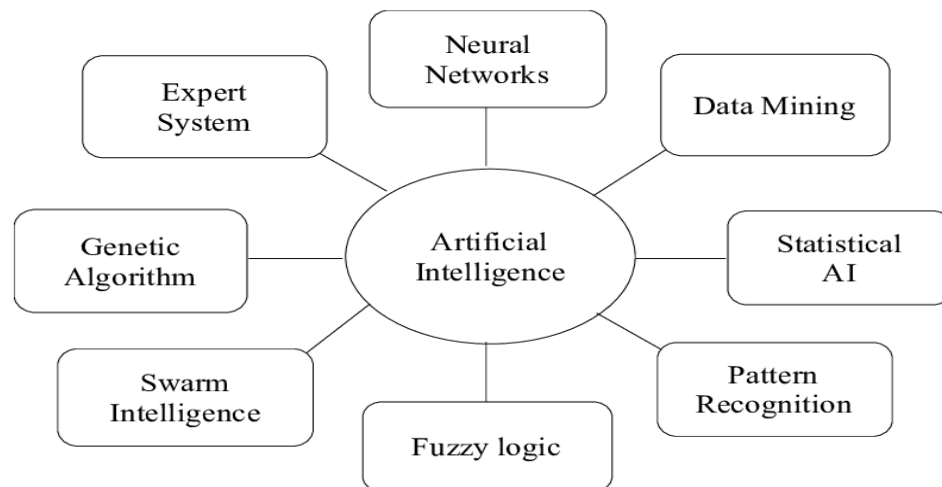 Neural
Networks
Expert
System
Data Mining
Genetic
Algorithm
Artificial
Intelligence
Statistical
AI
Swarm
Intelligence
Pattern
Recognition
Fuzzy logic